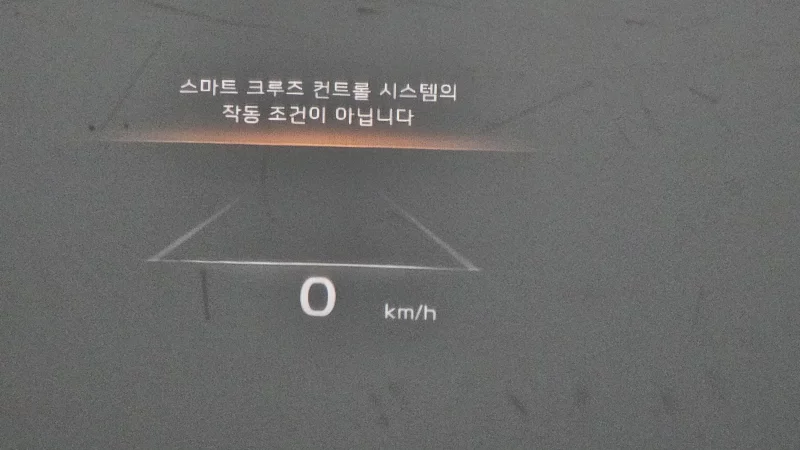 스마트 크루즈 컨트롤 시스템의
작동 조건이 아닙니다
0 km/h